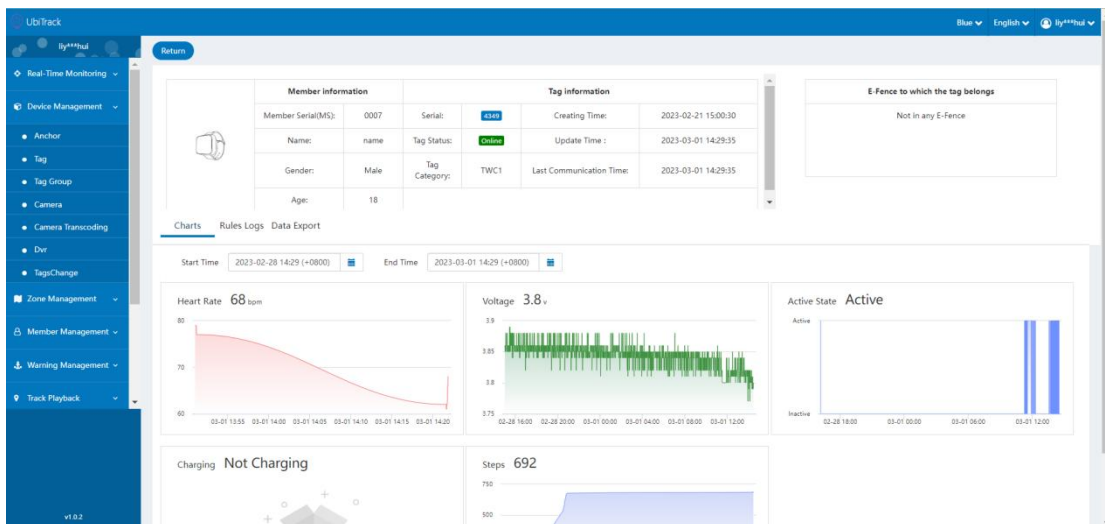 UbiTrack
Blue English liy***hui
liy***hui
Return
Real-Time Monitoring
Device Management
Anchor
Tag
Tag Group
Camera
Camera Transcoding
Dvr
TagsChange
Zone Management
Member Management
Warning Management
Track Playback
v1.0.2
Member information Tag information
Member Serial(MS): 0007 Serial: 4349 Creating Time: 2023-02-21 15:00:30
Name: name Tag Status: Online Update Time : 2023-03-01 14:29:35
Gender: Male Tag Category: TWC1 Last Communication Time: 2023-03-01 14:29:35
Age: 18
E-Fence to which the tag belongs
Not in any E-Fence
Charts Rules Logs Data Export
Start Time 2023-02-28 14:29 (+0800) End Time 2023-03-01 14:29 (+0800)
Heart Rate 68 bpm
80
70
60
03-01 13:55 03-01 14:00 03-01 14:05 03-01 14:10 03-01 14:15 03-01 14:20
Voltage 3.8 v
3.9
3.85
3.8
3.75
02-28 16:00 02-28 20:00 03-01 00:00 03-01 04:00 03-01 08:00 03-01 12:00
Active State Active
Active
Inactive
02-28 18:00 03-01 00:00 03-01 06:00 03-01 12:00
Charging Not Charging
Steps 692
750
500